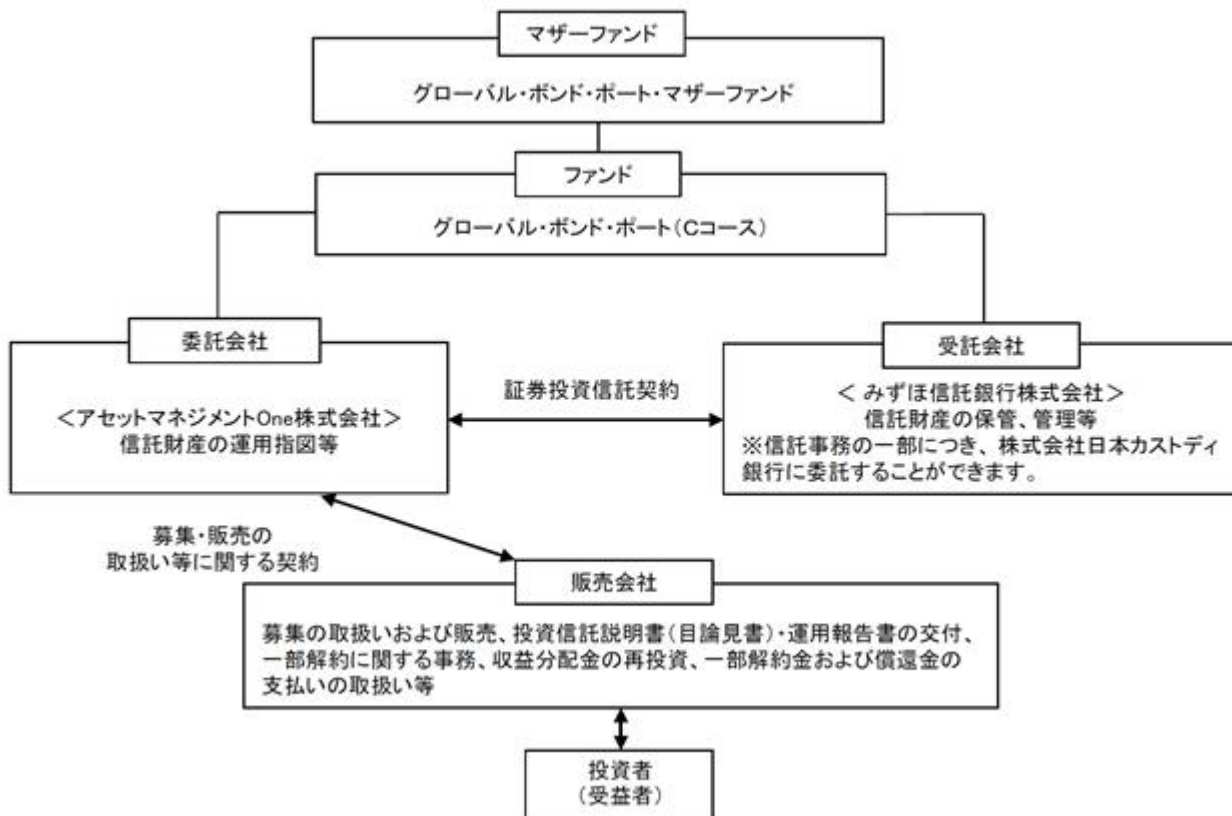 マザーファンド
グローバル・ボンド・ポート・マザーファンド
ファンド
グローバル・ボンド・ポート(Cコース)
委託会社
<アセットマネジメントOne株式会社>
信託財産の運用指図等
証券投資信託契約
受託会社
< みずほ信託銀行株式会社>
信託財産の保管、管理等
※信託事務の一部につき、株式会社日本カストディ
銀行に委託することができます。
募集・販売の
取扱い等に関する契約
販売会社
募集の取扱いおよび販売、投資信託説明書(目論見書)・運用報告書の交付、
一部解約に関する事務、収益分配金の再投資、一部解約金および償還金の
支払いの取扱い等
投資者
(受益者)